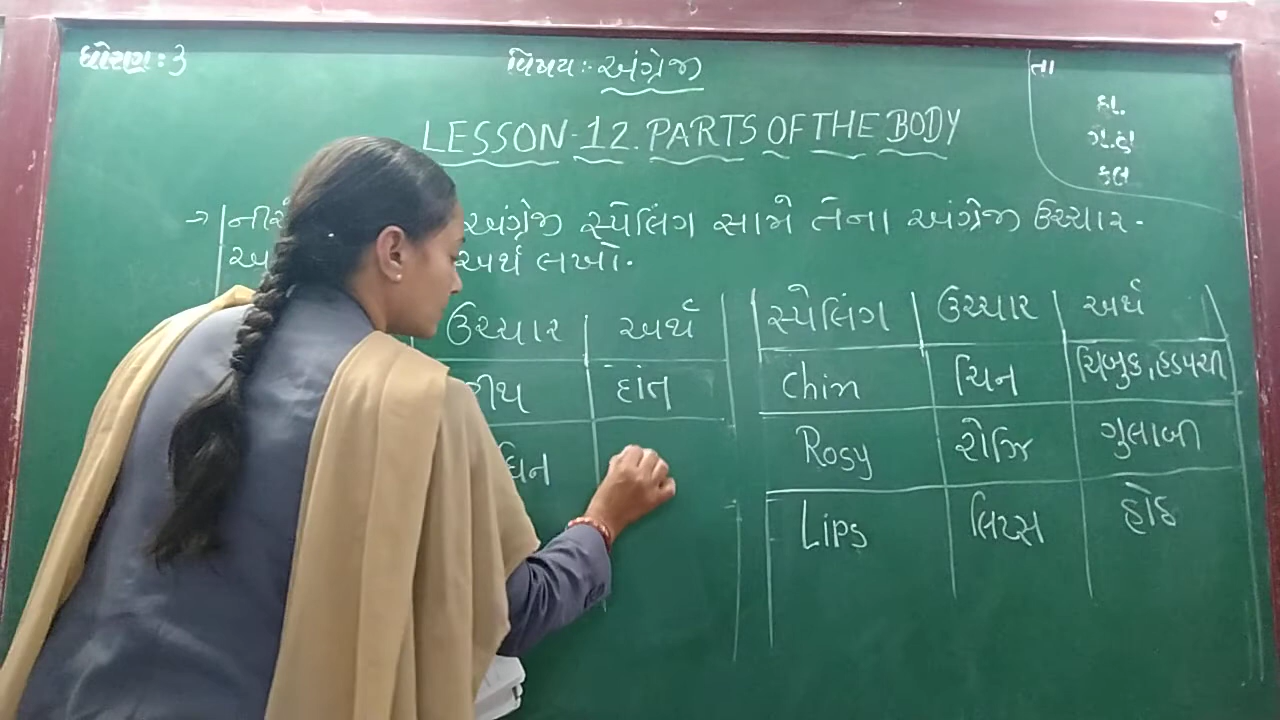 ધોરણ : 3
વિષય :- અંગ્રેજી
તા
હા.
ગે.હા
કુલ
LESSON-12. PARTS OF THE BODY
→ અંગ્રેજી સ્પેલિંગ સામે તેના અંગ્રેજી ઉચ્ચાર-
અર્થ લખો.
ઉચ્ચાર અર્થ
દાંત
સ્પેલિંગ ઉચ્ચાર અર્થ
Chin ચિન ચિબુક, હડપચી
Rosy રોઝિ ગુલાબી
Lips લિપ્સ હોઠ